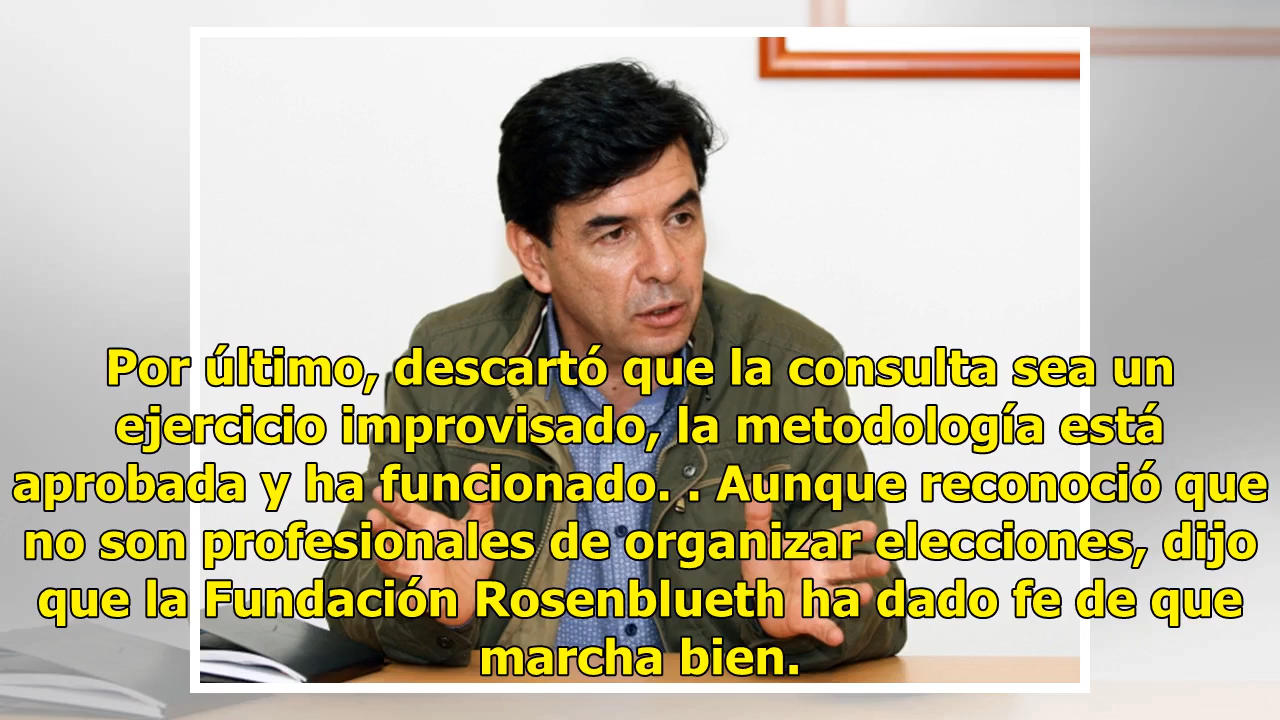 Por último, descartó que la consulta sea un
ejercicio improvisado, la metodología está
aprobada y ha funcionado. . Aunque reconoció que
no son profesionales de organizar elecciones, dijo
que la Fundación Rosenblueth ha dado fe de que
marcha bien.